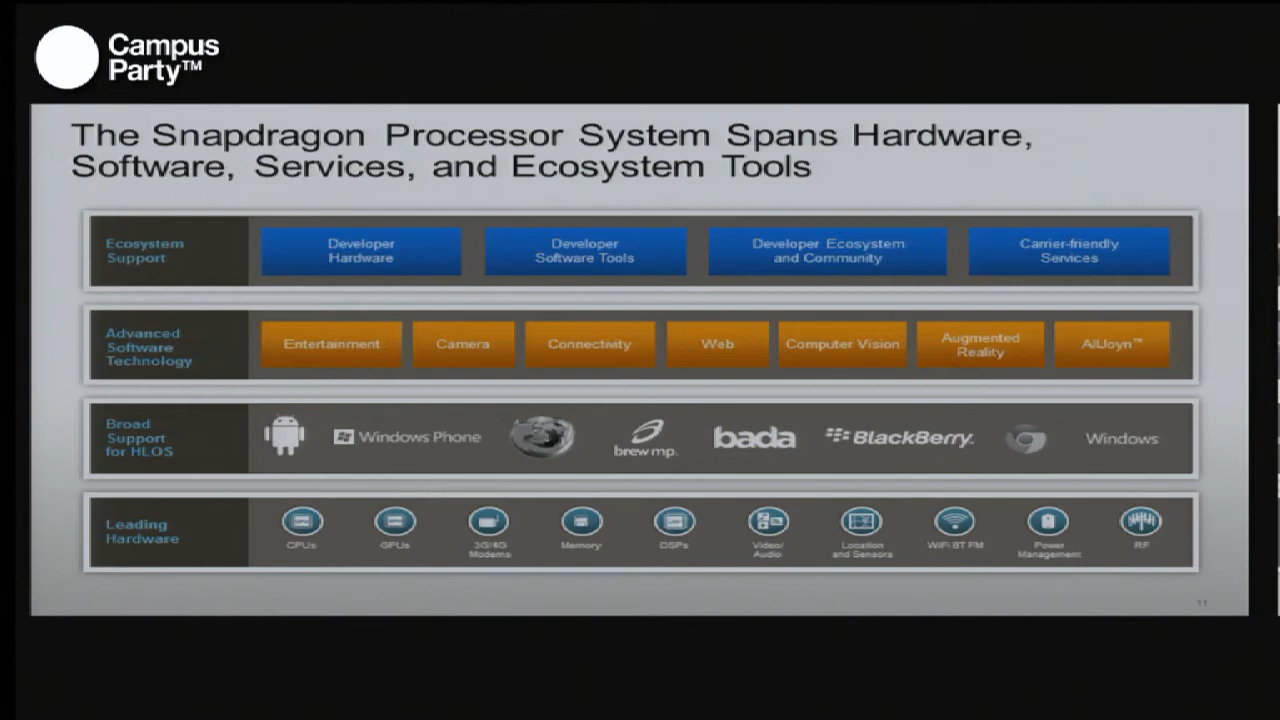 Campus
Party™
The Snapdragon Processor System Spans Hardware,
Software, Services, and Ecosystem Tools
Ecosystem
Support
Developer
Hardware
Developer
Software Tools
Developer Ecosystem
and Community
Carrier-friendly
Services
Advanced
Software
Technology
Entertainment
Camera
Connectivity
Web
Computer Vision
Augmented
Reality
AllJoyn™
Broad
Support
for HLOS
Windows Phone
brew mp.
bada
BlackBerry.
Windows
Leading
Hardware
CPUs
GPUs
3G/4G
Modems
Memory
DSPs
Video/
Audio
Location
and Sensors
WiFi BT FM
Power
Management
RF
11